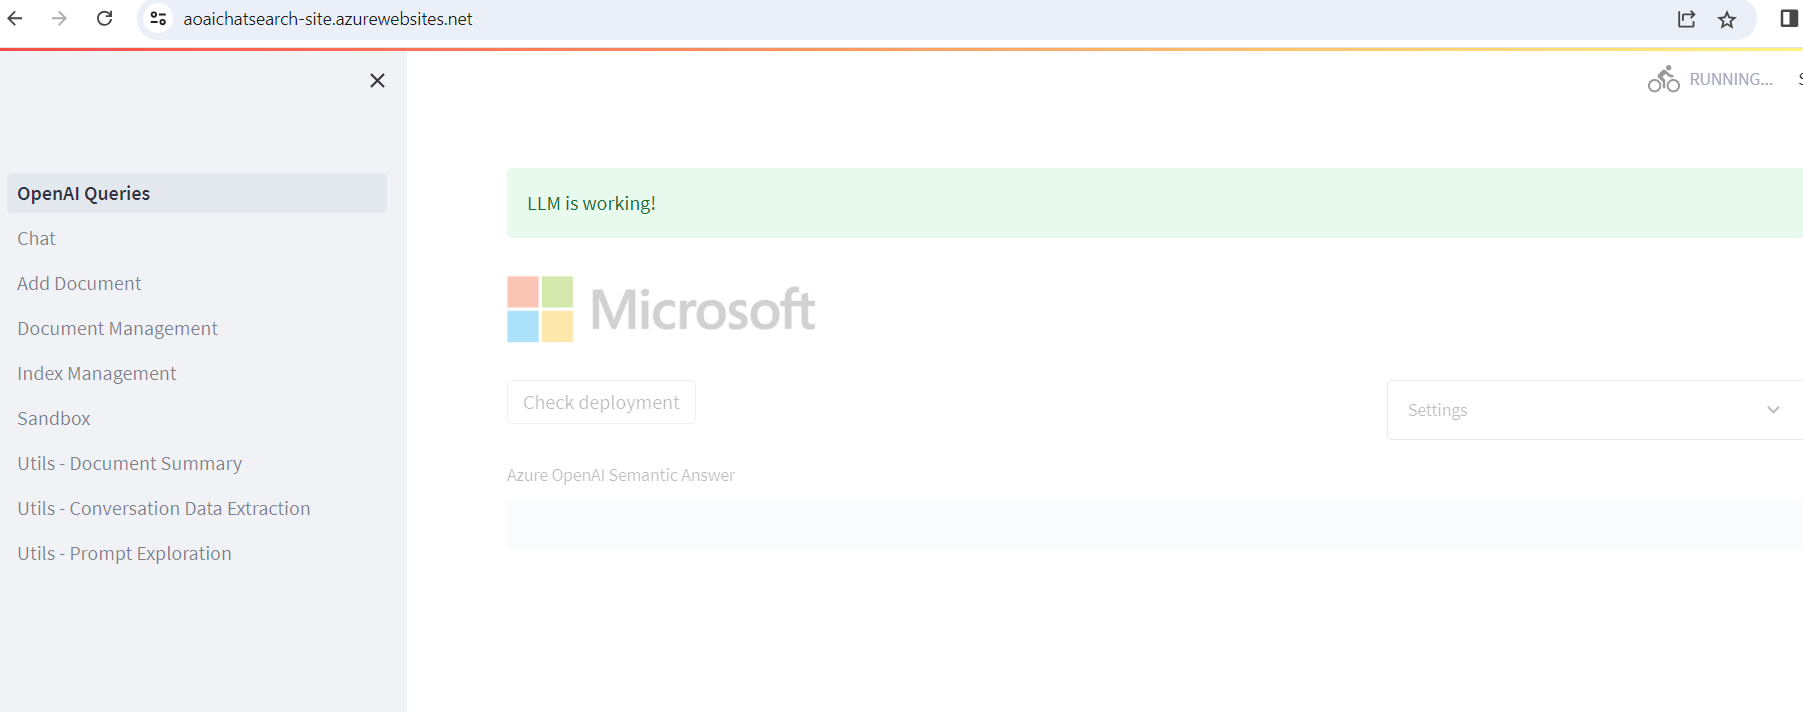 aoaichatsearch-site.azurewebsites.net
RUNNING...
OpenAI Queries
Chat
Add Document
Document Management
Index Management
Sandbox
Utils - Document Summary
Utils - Conversation Data Extraction
Utils - Prompt Exploration
LLM is working!
Microsoft
Check deployment
Settings
Azure OpenAI Semantic Answer